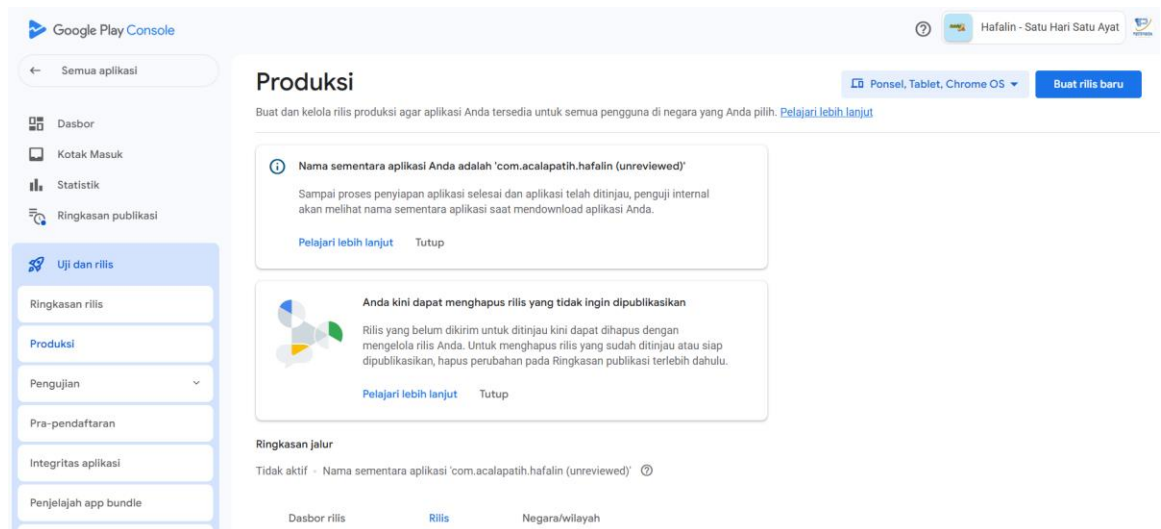 Google Play Console
Hafalin - Satu Hari Satu Ayat
Semua aplikasi
Dasbor
Kotak Masuk
Statistik
Ringkasan publikasi
Uji dan rilis
Ringkasan rilis
Produksi
Pengujian
Pra-pendaftaran
Integritas aplikasi
Penjelajah app bundle
Produksi
Ponsel, Tablet, Chrome OS
Buat rilis baru
Buat dan kelola rilis produksi agar aplikasi Anda tersedia untuk semua pengguna di negara yang Anda pilih. Pelajari lebih lanjut
Nama sementara aplikasi Anda adalah 'com.acalapatih.hafalin (unreviewed)'
Sampai proses penyiapan aplikasi selesai dan aplikasi telah ditinjau, penguji internal
akan melihat nama sementara aplikasi saat mendownload aplikasi Anda.
Pelajari lebih lanjut Tutup
Anda kini dapat menghapus rilis yang tidak ingin dipublikasikan
Rilis yang belum dikirim untuk ditinjau kini dapat dihapus dengan
mengelola rilis Anda. Untuk menghapus rilis yang sudah ditinjau atau siap
dipublikasikan, hapus perubahan pada Ringkasan publikasi terlebih dahulu.
Pelajari lebih lanjut Tutup
Ringkasan jalur
Tidak aktif · Nama sementara aplikasi 'com.acalapatih.hafalin (unreviewed)'
Dasbor rilis Rilis Negara/wilayah